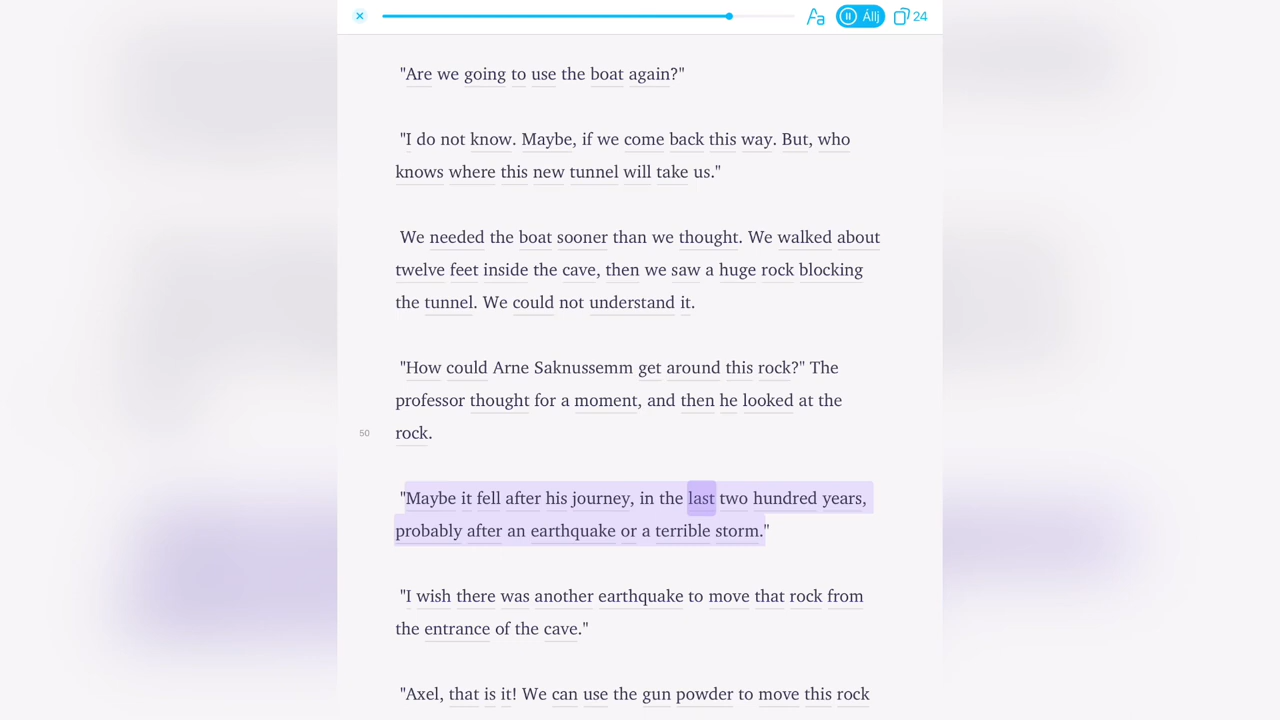 Állj 24
"Are we going to use the boat again?"
"I do not know. Maybe, if we come back this way. But, who
knows where this new tunnel will take us."
We needed the boat sooner than we thought. We walked about
twelve feet inside the cave, then we saw a huge rock blocking
the tunnel. We could not understand it.
"How could Arne Saknussemm get around this rock?" The
professor thought for a moment, and then he looked at the
50 rock.
"Maybe it fell after his journey, in the last two hundred years,
probably after an earthquake or a terrible storm."
"I wish there was another earthquake to move that rock from
the entrance of the cave."
"Axel, that is it! We can use the gun powder to move this rock